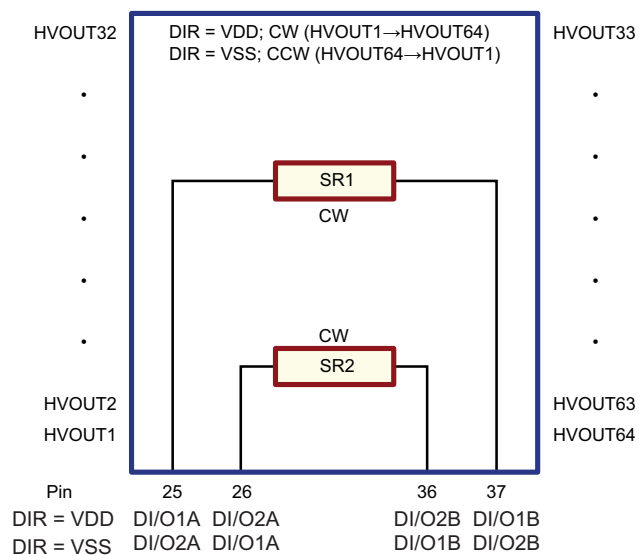 HVOUT32 DIR = VDD; CW (HVOUT1→HVOUT64) HVOUT33
DIR = VSS; CCW (HVOUT64→HVOUT1)
SR1
CW
CW
SR2
HVOUT2 HVOUT63
HVOUT1 HVOUT64
Pin 25 26 36 37
DIR = VDD DI/O1A DI/O2A DI/O2B DI/O1B
DIR = VSS DI/O2A DI/O1A DI/O1B DI/O2B